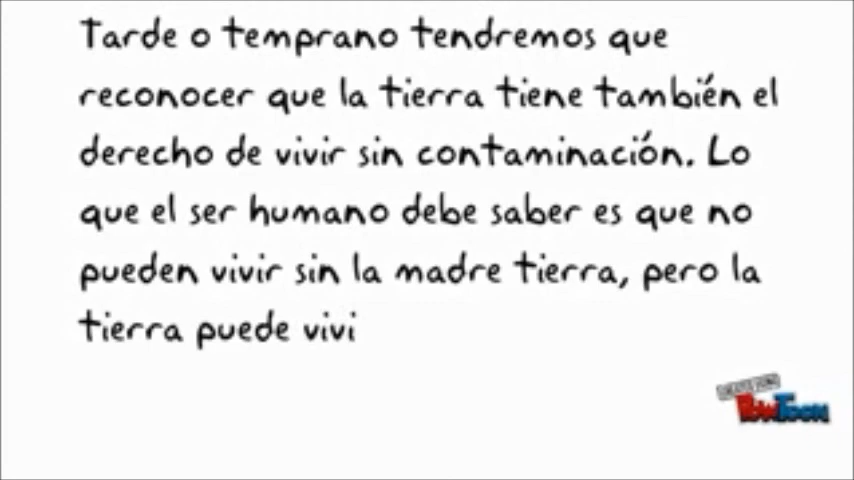 Tarde o temprano tendremos que
reconocer que la tierra tiene también el
derecho de vivir sin contaminación. Lo
que el ser humano debe saber es que no
pueden vivir sin la madre tierra, pero la
tierra puede vivi
POWTOON